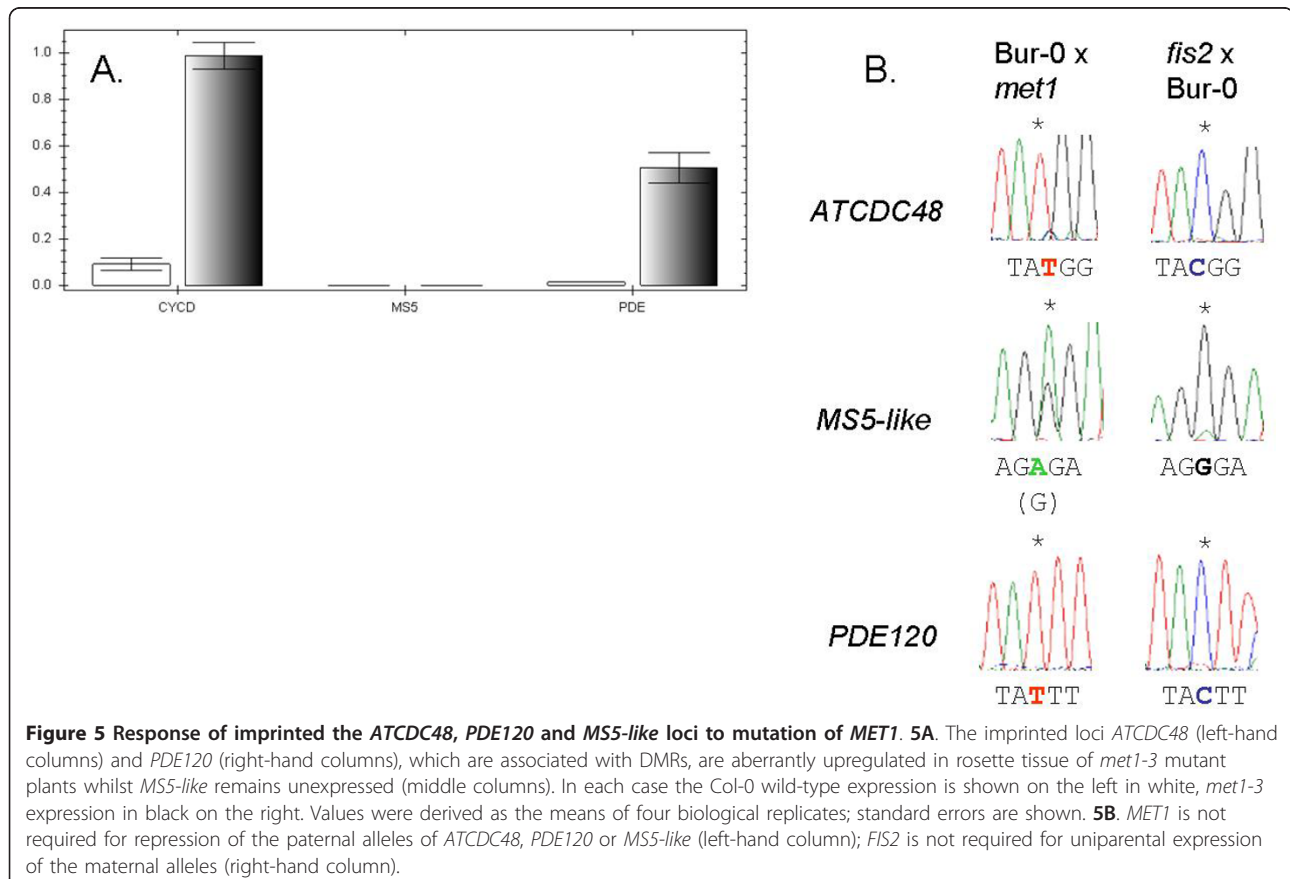 A.
1.0
0.8
0.6
0.4
0.2
0.0
CYCD MS5 PDE
B.
Bur-0 x met1
fis2 x Bur-0
* *
ATCDC48
TATGG TACGG
* *
MS5-like
AGAGA AGGGA
(G)
* *
PDE120
TATTT TACTT
Figure 5 Response of imprinted the ATCDC48, PDE120 and MS5-like loci to mutation of MET1. 5A. The imprinted loci ATCDC48 (left-hand
columns) and PDE120 (right-hand columns), which are associated with DMRs, are aberrantly upregulated in rosette tissue of met1-3 mutant
plants whilst MS5-like remains unexpressed (middle columns). In each case the Col-0 wild-type expression is shown on the left in white, met1-3
expression in black on the right. Values were derived as the means of four biological replicates; standard errors are shown. 5B. MET1 is not
required for repression of the paternal alleles of ATCDC48, PDE120 or MS5-like (left-hand column); FIS2 is not required for uniparental expression
of the maternal alleles (right-hand column).